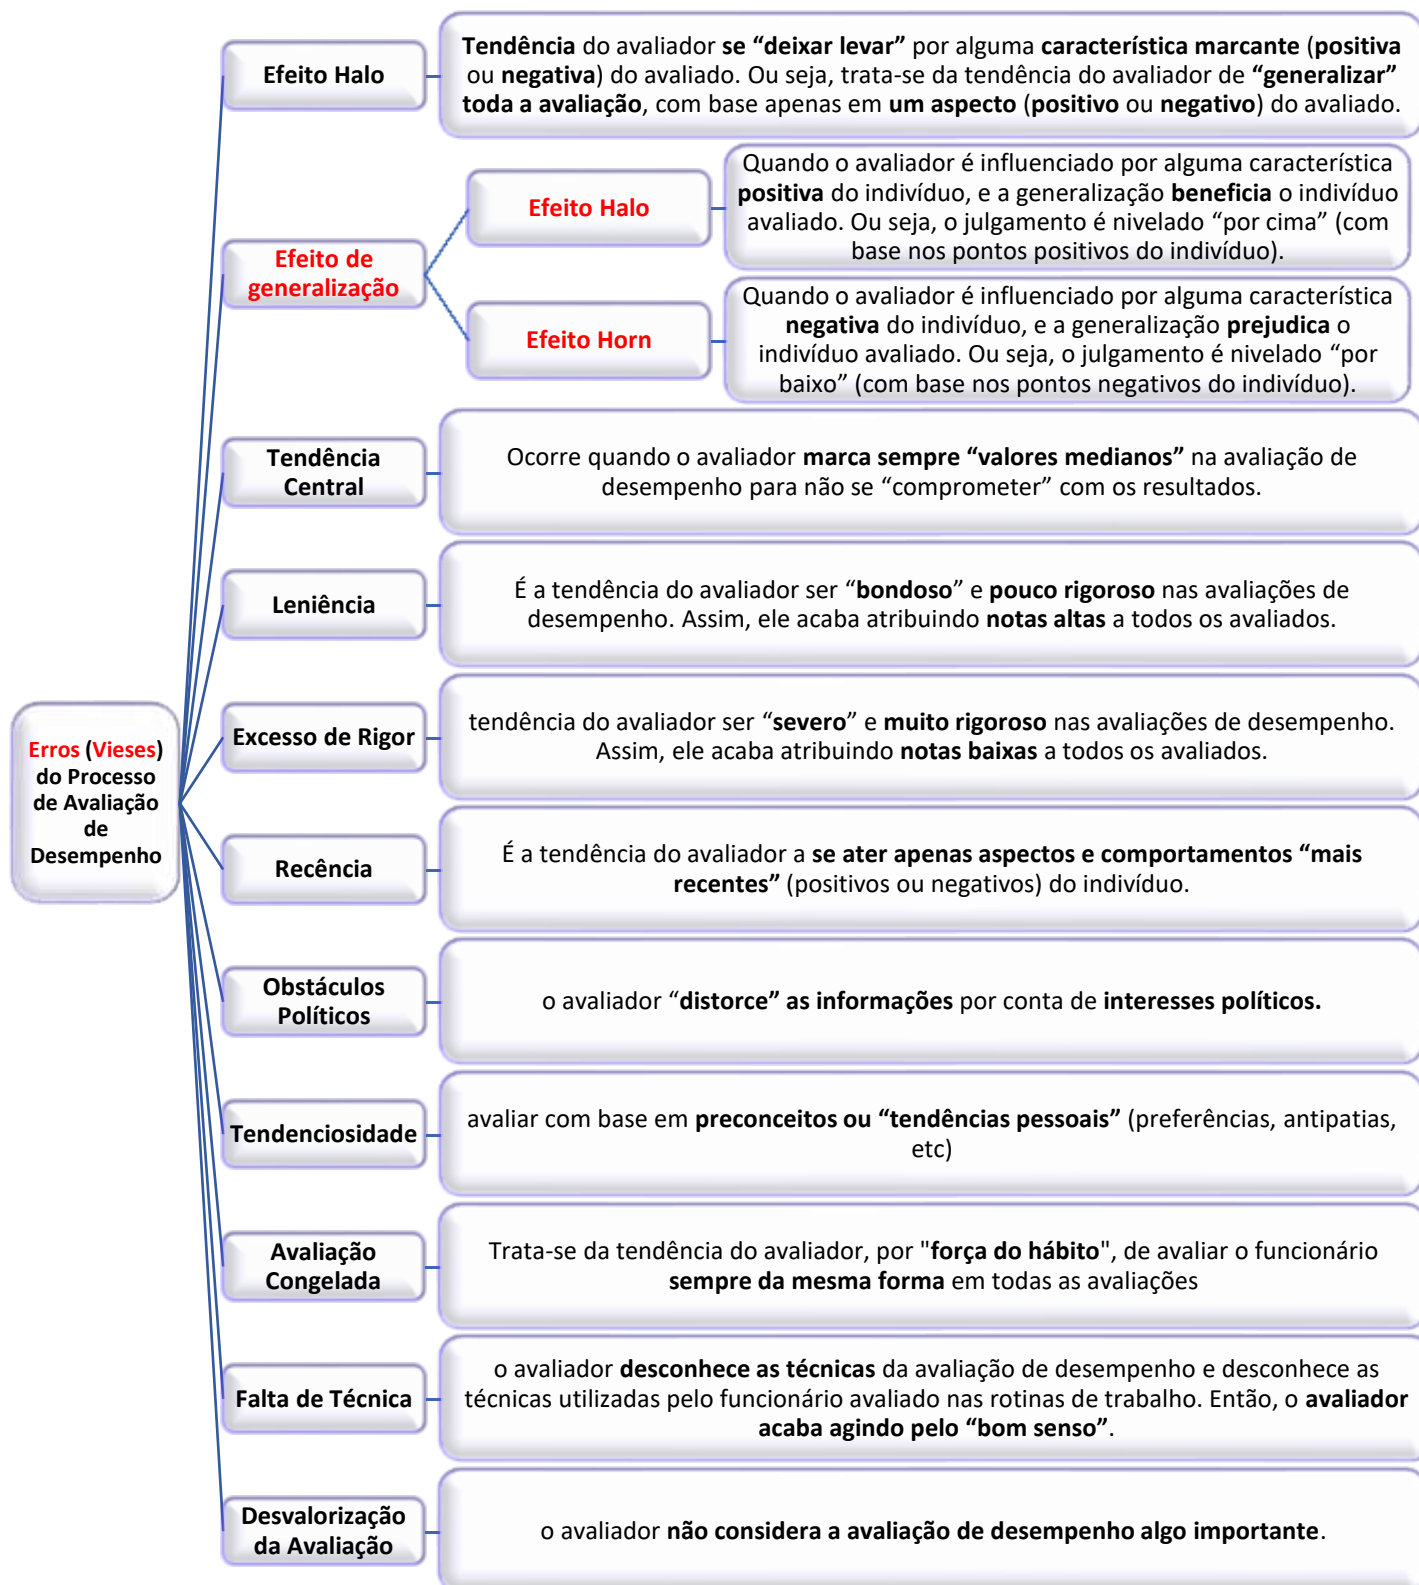 Erros (Vieses)
do Processo
de Avaliação
de
Desempenho
Efeito Halo
Tendência do avaliador se “deixar levar” por alguma característica marcante (positiva
ou negativa) do avaliado. Ou seja, trata-se da tendência do avaliador de “generalizar”
toda a avaliação, com base apenas em um aspecto (positivo ou negativo) do avaliado.
Efeito de
generalização
Efeito Halo
Quando o avaliador é influenciado por alguma característica
positiva do indivíduo, e a generalização beneficia o indivíduo
avaliado. Ou seja, o julgamento é nivelado “por cima” (com
base nos pontos positivos do indivíduo).
Efeito Horn
Quando o avaliador é influenciado por alguma característica
negativa do indivíduo, e a generalização prejudica o
indivíduo avaliado. Ou seja, o julgamento é nivelado “por
baixo” (com base nos pontos negativos do indivíduo).
Tendência
Central
Ocorre quando o avaliador marca sempre “valores medianos” na avaliação de
desempenho para não se “comprometer” com os resultados.
Leniência
É a tendência do avaliador ser “bondoso” e pouco rigoroso nas avaliações de
desempenho. Assim, ele acaba atribuindo notas altas a todos os avaliados.
Excesso de Rigor
tendência do avaliador ser “severo” e muito rigoroso nas avaliações de desempenho.
Assim, ele acaba atribuindo notas baixas a todos os avaliados.
Recência
É a tendência do avaliador a se ater apenas aspectos e comportamentos “mais
recentes” (positivos ou negativos) do indivíduo.
Obstáculos
Políticos
o avaliador “distorce” as informações por conta de interesses políticos.
Tendenciosidade
avaliar com base em preconceitos ou “tendências pessoais” (preferências, antipatias,
etc)
Avaliação
Congelada
Trata-se da tendência do avaliador, por "força do hábito", de avaliar o funcionário
sempre da mesma forma em todas as avaliações
Falta de Técnica
o avaliador desconhece as técnicas da avaliação de desempenho e desconhece as
técnicas utilizadas pelo funcionário avaliado nas rotinas de trabalho. Então, o avaliador
acaba agindo pelo “bom senso”.
Desvalorização
da Avaliação
o avaliador não considera a avaliação de desempenho algo importante.